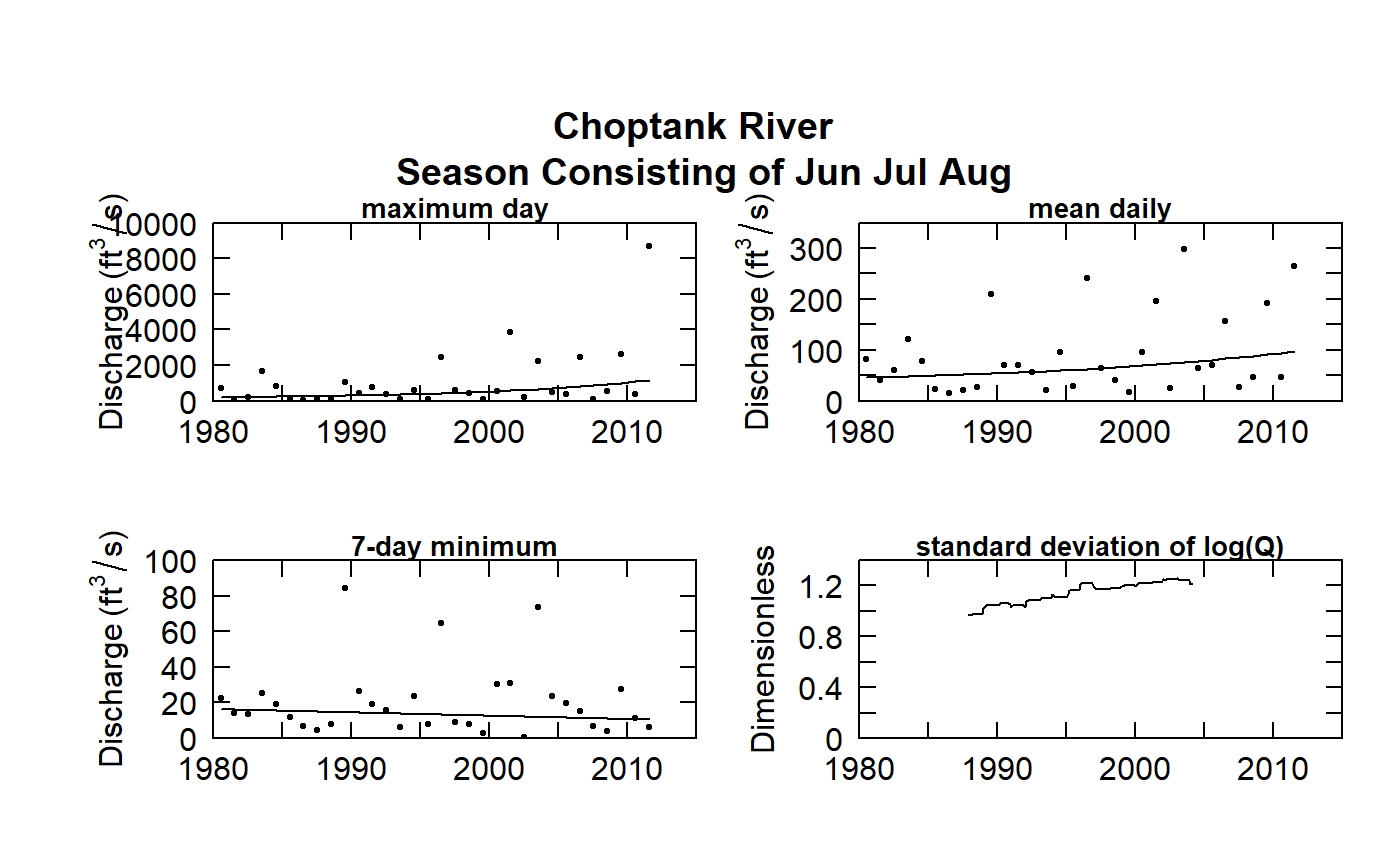 Choptank River
Season Consisting of Jun Jul Aug
maximum day
Discharge (ft³/s)
10000
8000
6000
4000
2000
0
1980 1990 2000 2010
mean daily
Discharge (ft³/s)
300
200
100
0
1980 1990 2000 2010
7-day minimum
Discharge (ft³/s)
100
80
60
40
20
0
1980 1990 2000 2010
standard deviation of log(Q)
Dimensionless
1.2
0.8
0.4
0
1980 1990 2000 2010